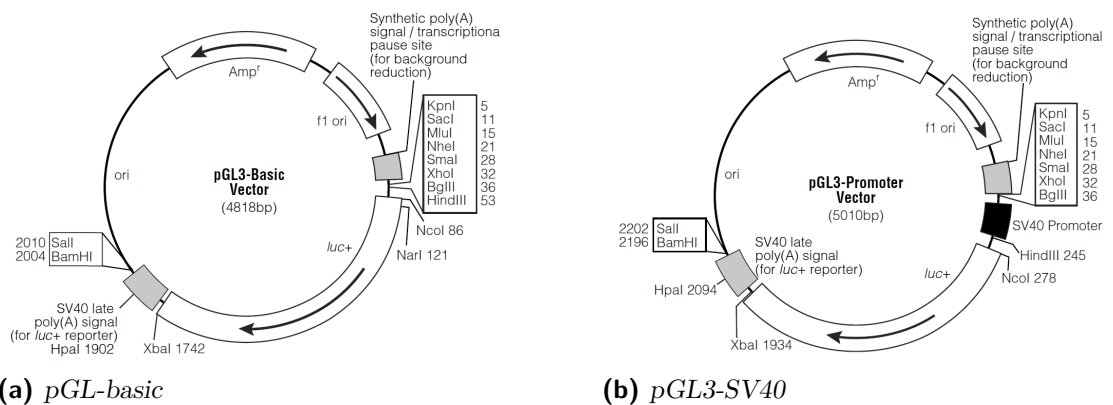 Synthetic poly(A)
signal / transcriptiona
pause site
(for background
reduction)
Ampr
f1 ori
KpnI 5
SacI 11
MluI 15
NheI 21
SmaI 28
XhoI 32
BglII 36
HindIII 53
ori
pGL3-Basic
Vector
(4818bp)
NcoI 86
NarI 121
luc+
2010 SalI
2004 BamHI
SV40 late
poly(A) signal
(for luc+ reporter)
HpaI 1902
XbaI 1742
(a) pGL-basic
Synthetic poly(A)
signal / transcriptional
pause site
(for background
reduction)
Ampr
f1 ori
KpnI 5
SacI 11
MluI 15
NheI 21
SmaI 28
XhoI 32
BglII 36
ori
pGL3-Promoter
Vector
(5010bp)
SV40 Promoter
HindIII 245
NcoI 278
luc+
2202 SalI
2196 BamHI
SV40 late
poly(A) signal
(for luc+ reporter)
HpaI 2094
XbaI 1934
(b) pGL3-SV40